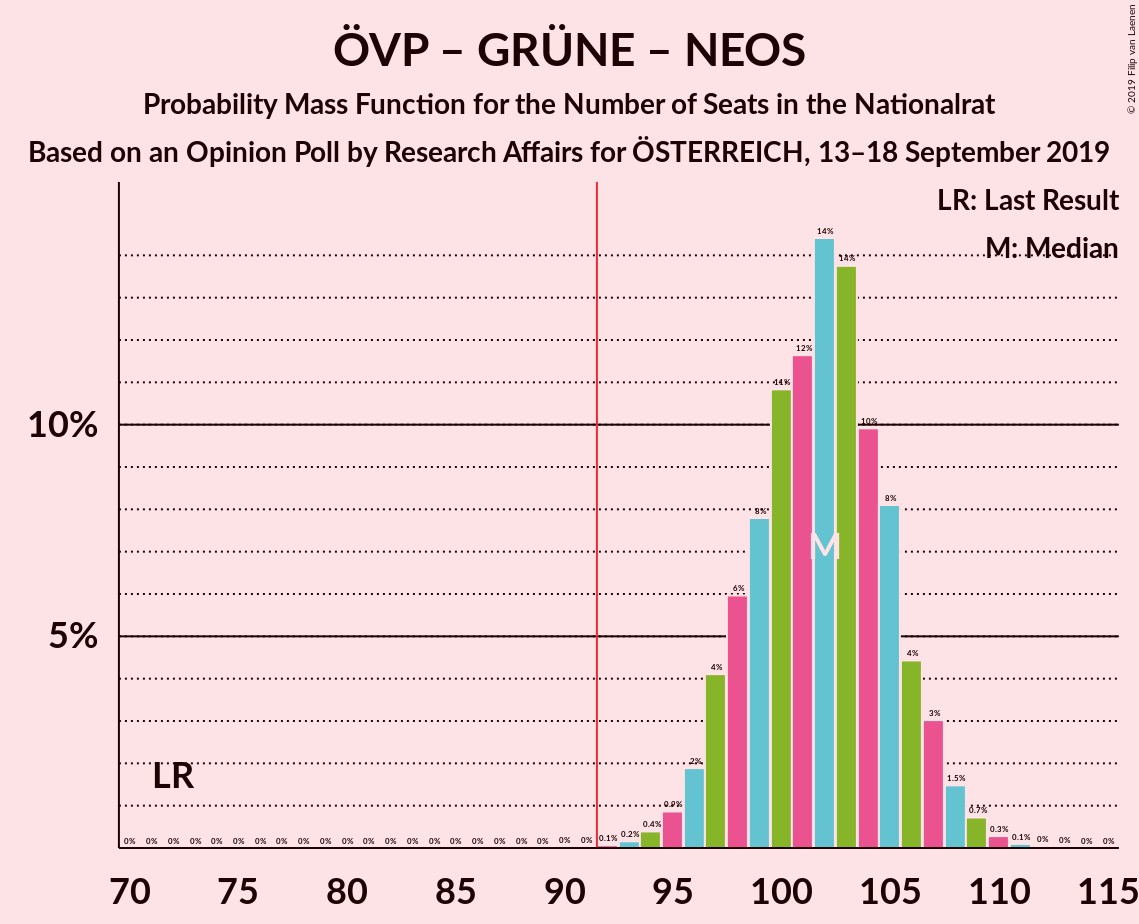 ÖVP – GRÜNE – NEOS
Probability Mass Function for the Number of Seats in the Nationalrat
Based on an Opinion Poll by Research Affairs for ÖSTERREICH, 13–18 September 2019
© 2019 Filip van Laenen
LR: Last Result
M: Median
10%
5%
LR
M
0% 0% 0% 0% 0% 0% 0% 0% 0% 0% 0% 0% 0% 0% 0% 0% 0% 0% 0% 0% 0% 0% 0.1% 0.2% 0.4% 0.9% 2% 4% 6% 8% 11% 12% 14% 14% 10% 8% 4% 3% 1.5% 0.7% 0.3% 0.1% 0% 0% 0% 0%
70 75 80 85 90 95 100 105 110 115